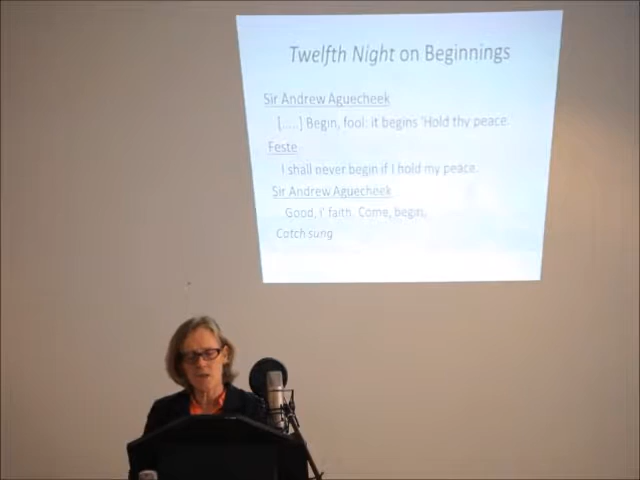 Twelfth Night on Beginnings
Sir Andrew Aguecheek
[.....] Begin, fool: it begins 'Hold thy peace.
Feste
I shall never begin if I hold my peace.
Sir Andrew Aguecheek
Good, i' faith. Come, begin.
Catch sung